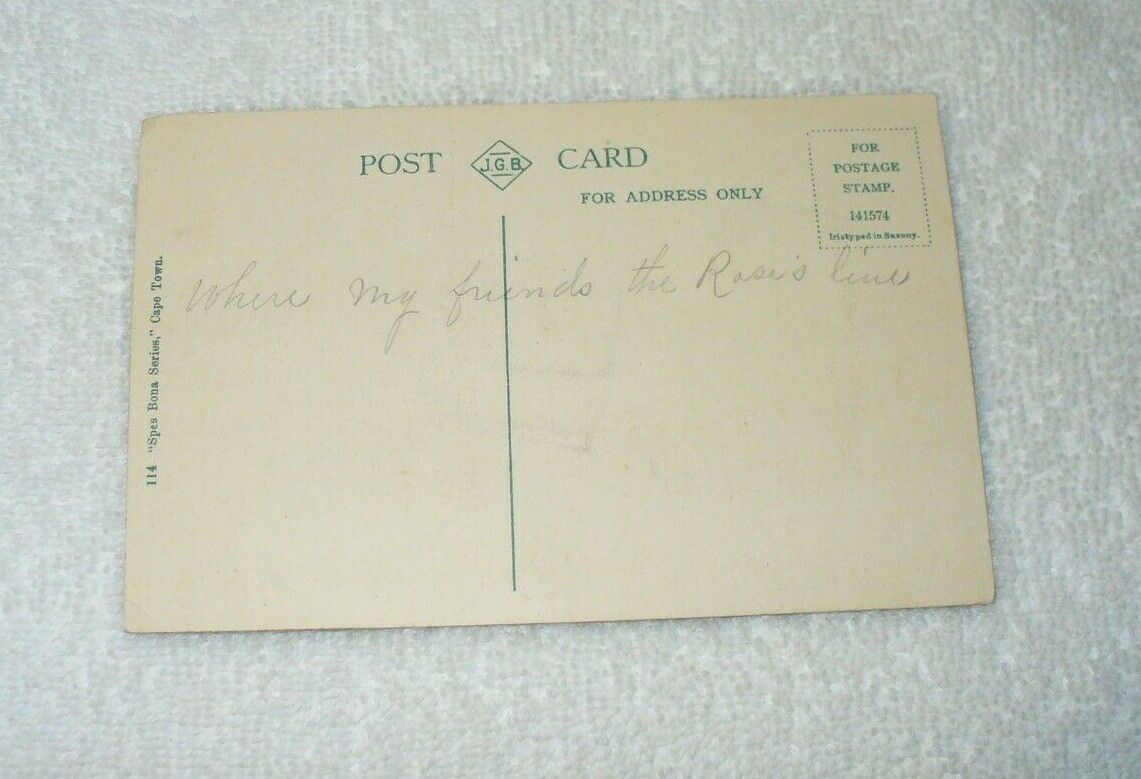 POST J.G.B. CARD
FOR ADDRESS ONLY
FOR
POSTAGE
STAMP.
141574
Iristyped in Saxony.
114 "Spes Bona Series," Cape Town.
Where my friends the Rose's live